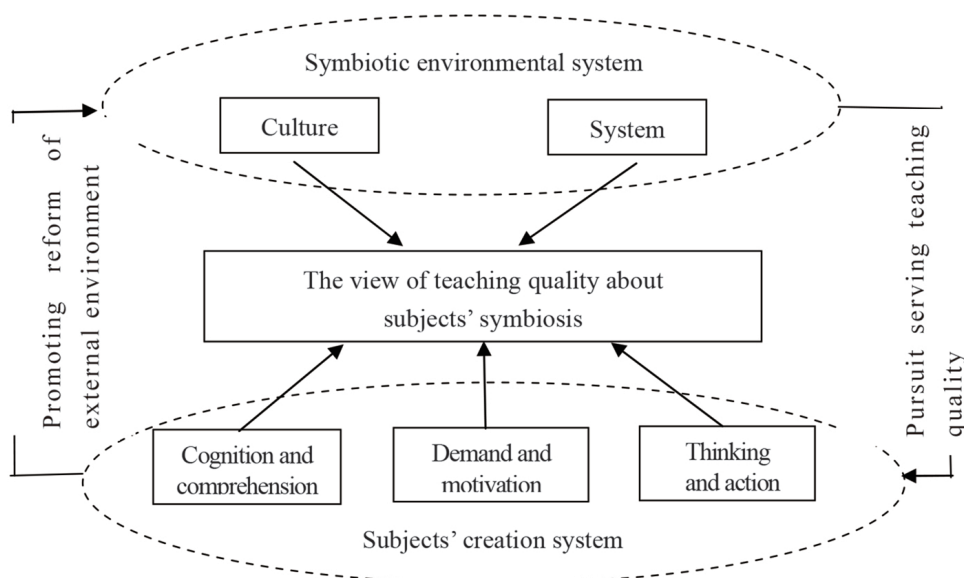 Symbiotic environmental system
Culture
System
Promoting reform of
external environment
Pursuit serving teaching
quality
The view of teaching quality about
subjects’ symbiosis
Cognition and
comprehension
Demand and
motivation
Thinking
and action
Subjects’ creation system